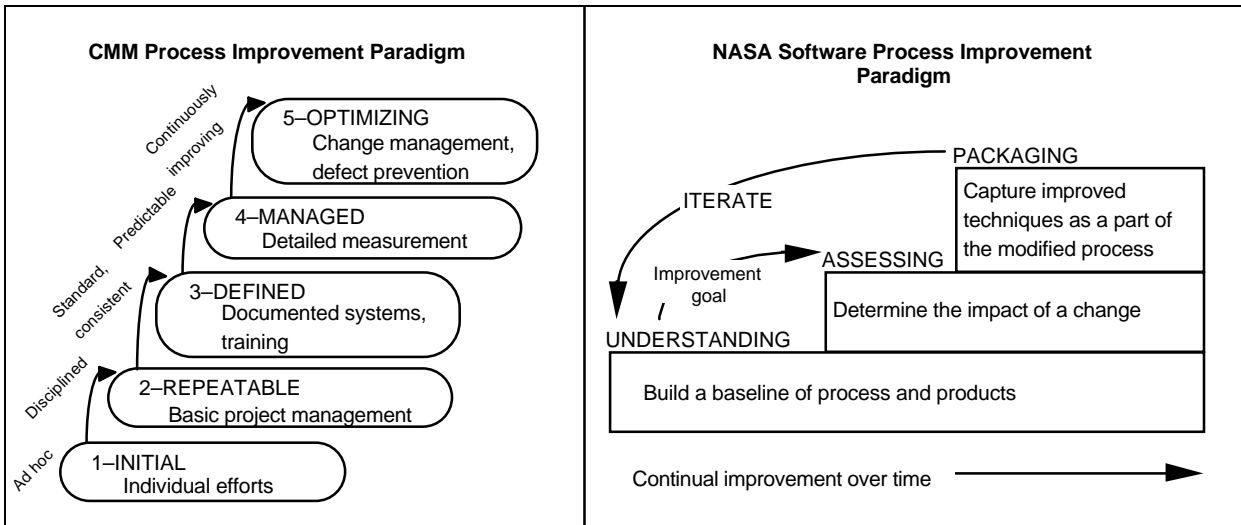 CMM Process Improvement Paradigm
Continuously
improving
5–OPTIMIZING
Change management,
defect prevention
Predictable
4–MANAGED
Detailed measurement
Standard,
consistent
3–DEFINED
Documented systems,
training
Disciplined
2–REPEATABLE
Basic project management
Ad hoc
1–INITIAL
Individual efforts
NASA Software Process Improvement
Paradigm
PACKAGING
Capture improved
techniques as a part of
the modified process
ITERATE
ASSESSING
Improvement
goal
Determine the impact of a change
UNDERSTANDING
Build a baseline of process and products
Continual improvement over time